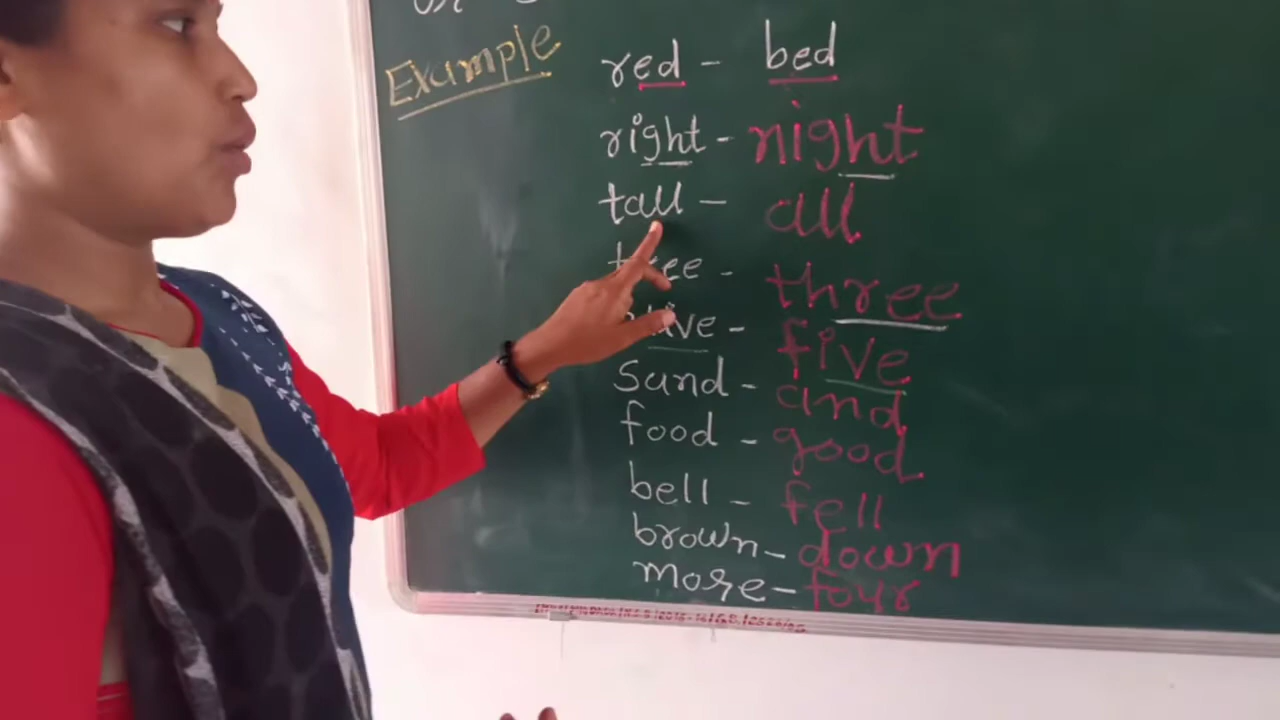 Example
red - bed
right - night
tall - all
tree - three
five
sand - and
food - good
bell - fell
brown - down
more - four